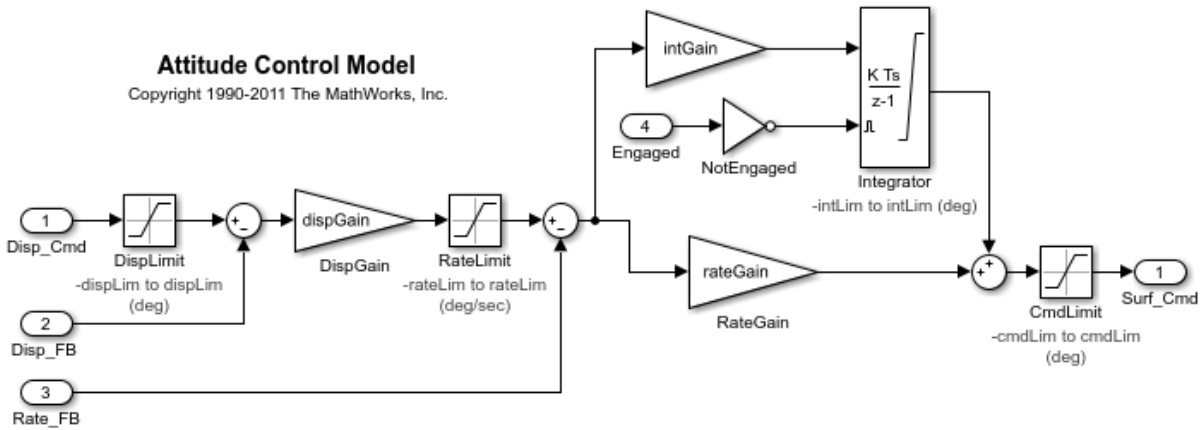 Attitude Control Model
Copyright 1990-2011 The MathWorks, Inc.
intGain
K Ts
z-1
4
Engaged
NotEngaged
Integrator
-intLim to intLim (deg)
1
Disp_Cmd
DispLimit
-dispLim to dispLim
(deg)
+
−
dispGain
DispGain
RateLimit
-rateLim to rateLim
(deg/sec)
+
−
rateGain
RateGain
+
+
CmdLimit
-cmdLim to cmdLim
(deg)
1
Surf_Cmd
2
Disp_FB
3
Rate_FB